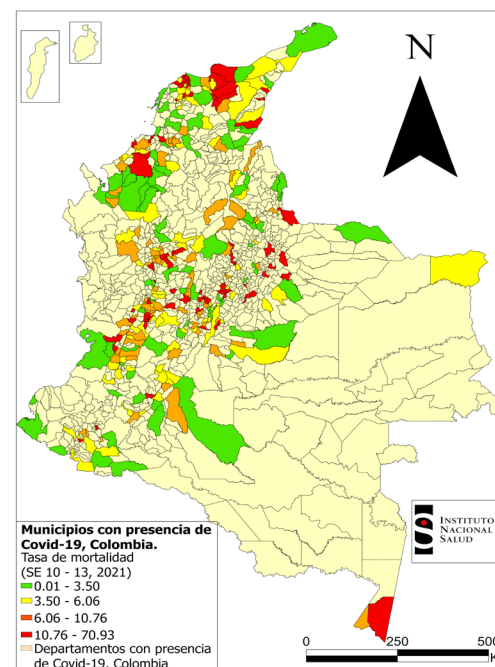 N
INSTITUTO
NACIONAL
SALUD
Municipios con presencia de
Covid-19, Colombia.
Tasa de mortalidad
(SE 10 - 13, 2021)
0.01 - 3.50
3.50 - 6.06
6.06 - 10.76
10.76 - 70.93
Departamentos con presencia
de Covid-19, Colombia
0 250 500
K